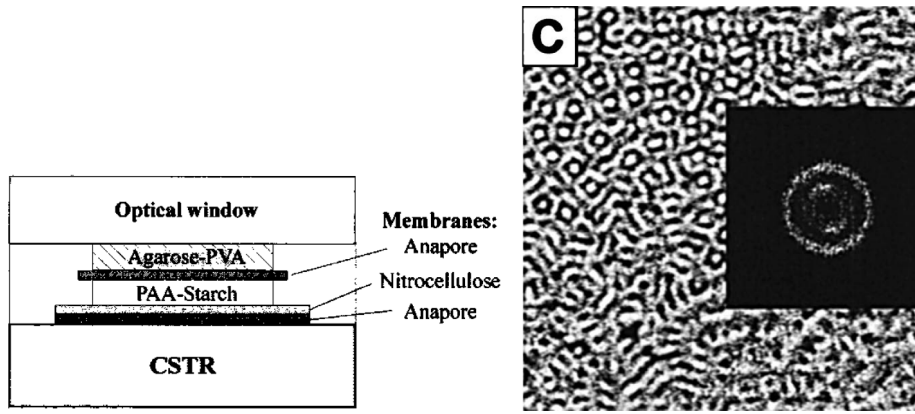 C
Optical window
Membranes:
Agarose-PVA
Anapore
PAA-Starch
Nitrocellulose
Anapore
CSTR